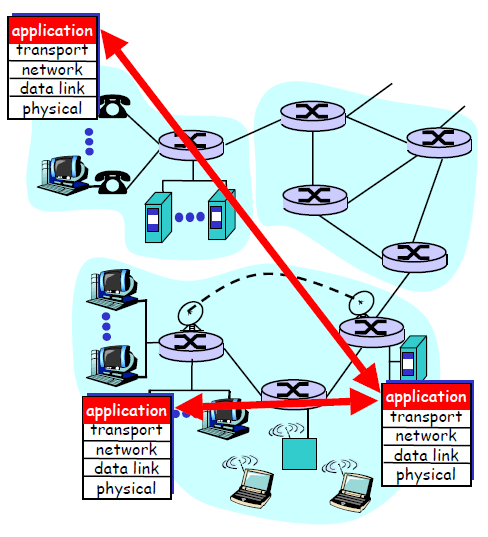 application
transport
network
data link
physical
application
transport
network
data link
physical
application
transport
network
data link
physical